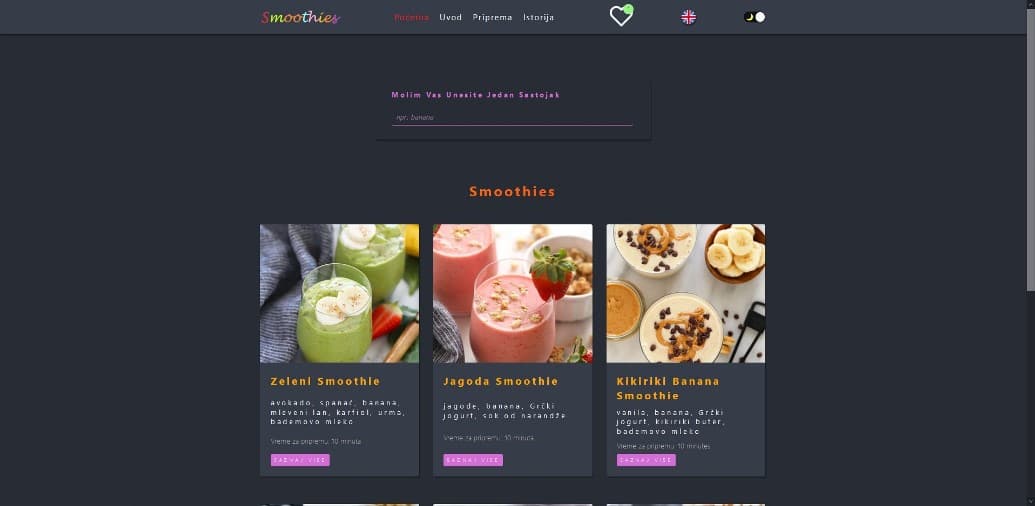 Smoothies
Početna Uvod Priprema Istorija
Molim Vas Unesite Jedan Sastojak
npr. banana
Smoothies
Zeleni Smoothie
avokado, spanać, banana,
mleveni lan, karfiol, urma,
bademovo mleko
Vreme za pripremu: 10 minuta
SAZNAJ VIŠE
Jagoda Smoothie
jagode, banana, Grčki
jogurt, sok od narandže
Vreme za pripremu: 10 minuta
SAZNAJ VIŠE
Kikiriki Banana
Smoothie
vanila, banana, Grčki
jogurt, kikiriki buter,
bademovo mleko
Vreme za pripremu: 10 minutes
SAZNAJ VIŠE